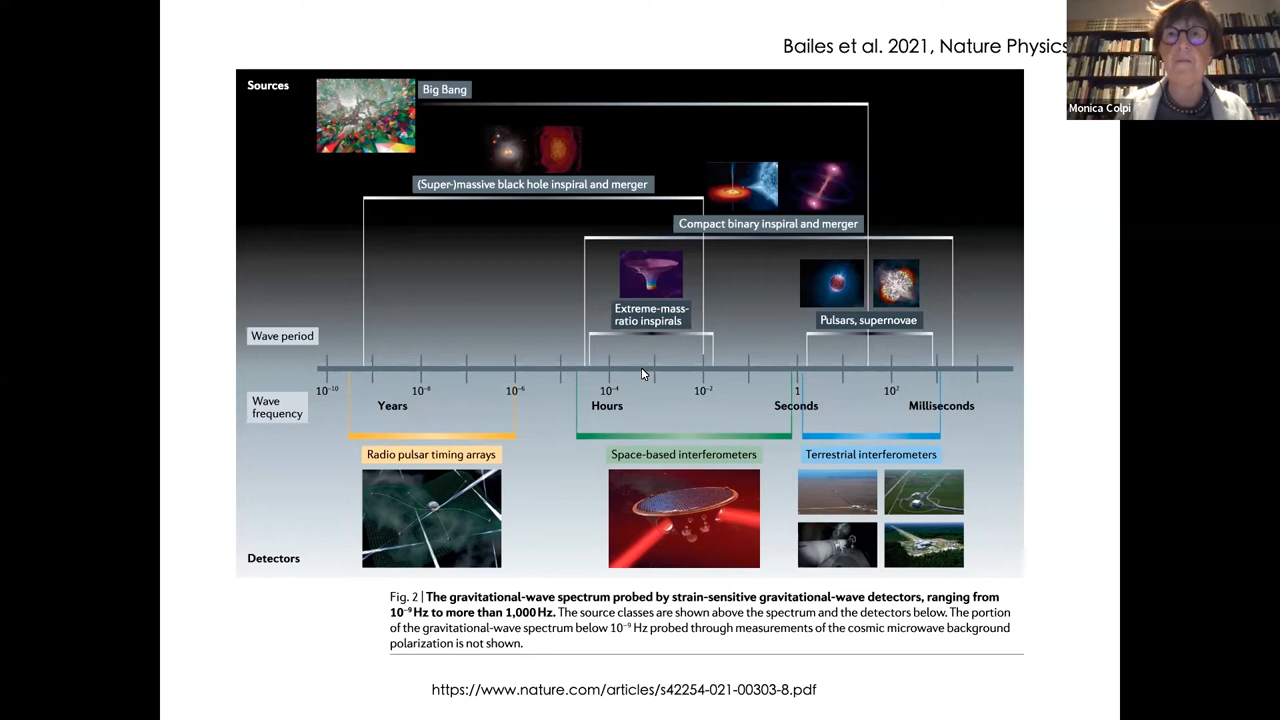 Bailes et al. 2021, Nature Physics
Monica Colpi
Sources
Big Bang
(Super-)massive black hole inspiral and merger
Compact binary inspiral and merger
Extreme-mass-
ratio inspirals
Pulsars, supernovae
Wave period
10⁻¹⁰ 10⁻⁸ 10⁻⁶ 10⁻⁴ 10⁻² 1 10²
Wave
frequency
Years Hours Seconds Milliseconds
Radio pulsar timing arrays
Space-based interferometers
Terrestrial interferometers
Detectors
Fig. 2 | The gravitational-wave spectrum probed by strain-sensitive gravitational-wave detectors, ranging from
10⁻⁹ Hz to more than 1,000 Hz. The source classes are shown above the spectrum and the detectors below. The portion
of the gravitational-wave spectrum below 10⁻⁹ Hz probed through measurements of the cosmic microwave background
polarization is not shown.
https://www.nature.com/articles/s42254-021-00303-8.pdf